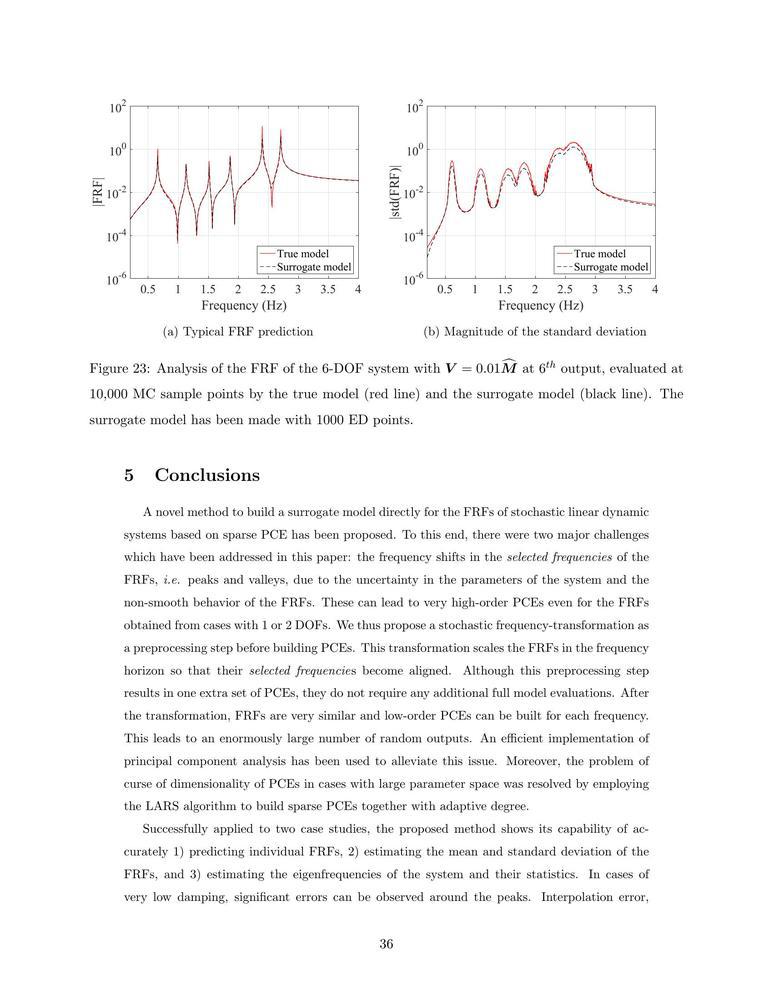 10^2
10^0
10^-2
10^-4
10^-6
|FRF|
True model
Surrogate model
0.5 1 1.5 2 2.5 3 3.5 4
Frequency (Hz)
(a) Typical FRF prediction
10^2
10^0
10^-2
10^-4
10^-6
|std(FRF)|
True model
Surrogate model
0.5 1 1.5 2 2.5 3 3.5 4
Frequency (Hz)
(b) Magnitude of the standard deviation
Figure 23: Analysis of the FRF of the 6-DOF system with V = 0.01M̂ at 6^th output, evaluated at
10,000 MC sample points by the true model (red line) and the surrogate model (black line). The
surrogate model has been made with 1000 ED points.
5 Conclusions
A novel method to build a surrogate model directly for the FRFs of stochastic linear dynamic
systems based on sparse PCE has been proposed. To this end, there were two major challenges
which have been addressed in this paper: the frequency shifts in the selected frequencies of the
FRFs, i.e. peaks and valleys, due to the uncertainty in the parameters of the system and the
non-smooth behavior of the FRFs. These can lead to very high-order PCEs even for the FRFs
obtained from cases with 1 or 2 DOFs. We thus propose a stochastic frequency-transformation as
a preprocessing step before building PCEs. This transformation scales the FRFs in the frequency
horizon so that their selected frequencies become aligned. Although this preprocessing step
results in one extra set of PCEs, they do not require any additional full model evaluations. After
the transformation, FRFs are very similar and low-order PCEs can be built for each frequency.
This leads to an enormously large number of random outputs. An efficient implementation of
principal component analysis has been used to alleviate this issue. Moreover, the problem of
curse of dimensionality of PCEs in cases with large parameter space was resolved by employing
the LARS algorithm to build sparse PCEs together with adaptive degree.
Successfully applied to two case studies, the proposed method shows its capability of ac-
curately 1) predicting individual FRFs, 2) estimating the mean and standard deviation of the
FRFs, and 3) estimating the eigenfrequencies of the system and their statistics. In cases of
very low damping, significant errors can be observed around the peaks. Interpolation error,
36